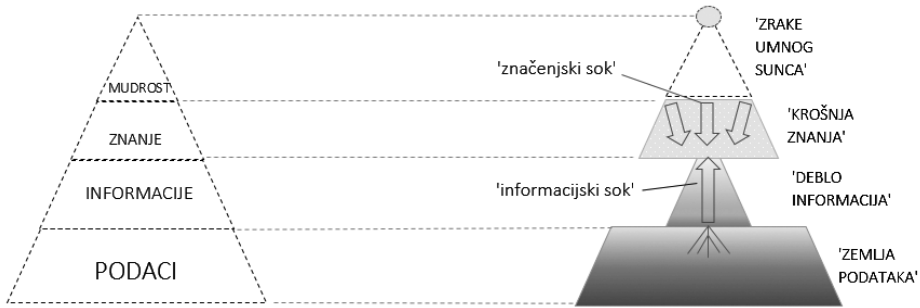 MUDROST
ZNANJE
INFORMACIJE
PODACI
'značenjski sok'
'informacijski sok'
'ZRAKE
UMNOG
SUNCA'
'KROŠNJA
ZNANJA'
'DEBLO
INFORMACIJA'
'ZEMLJA
PODATAKA'